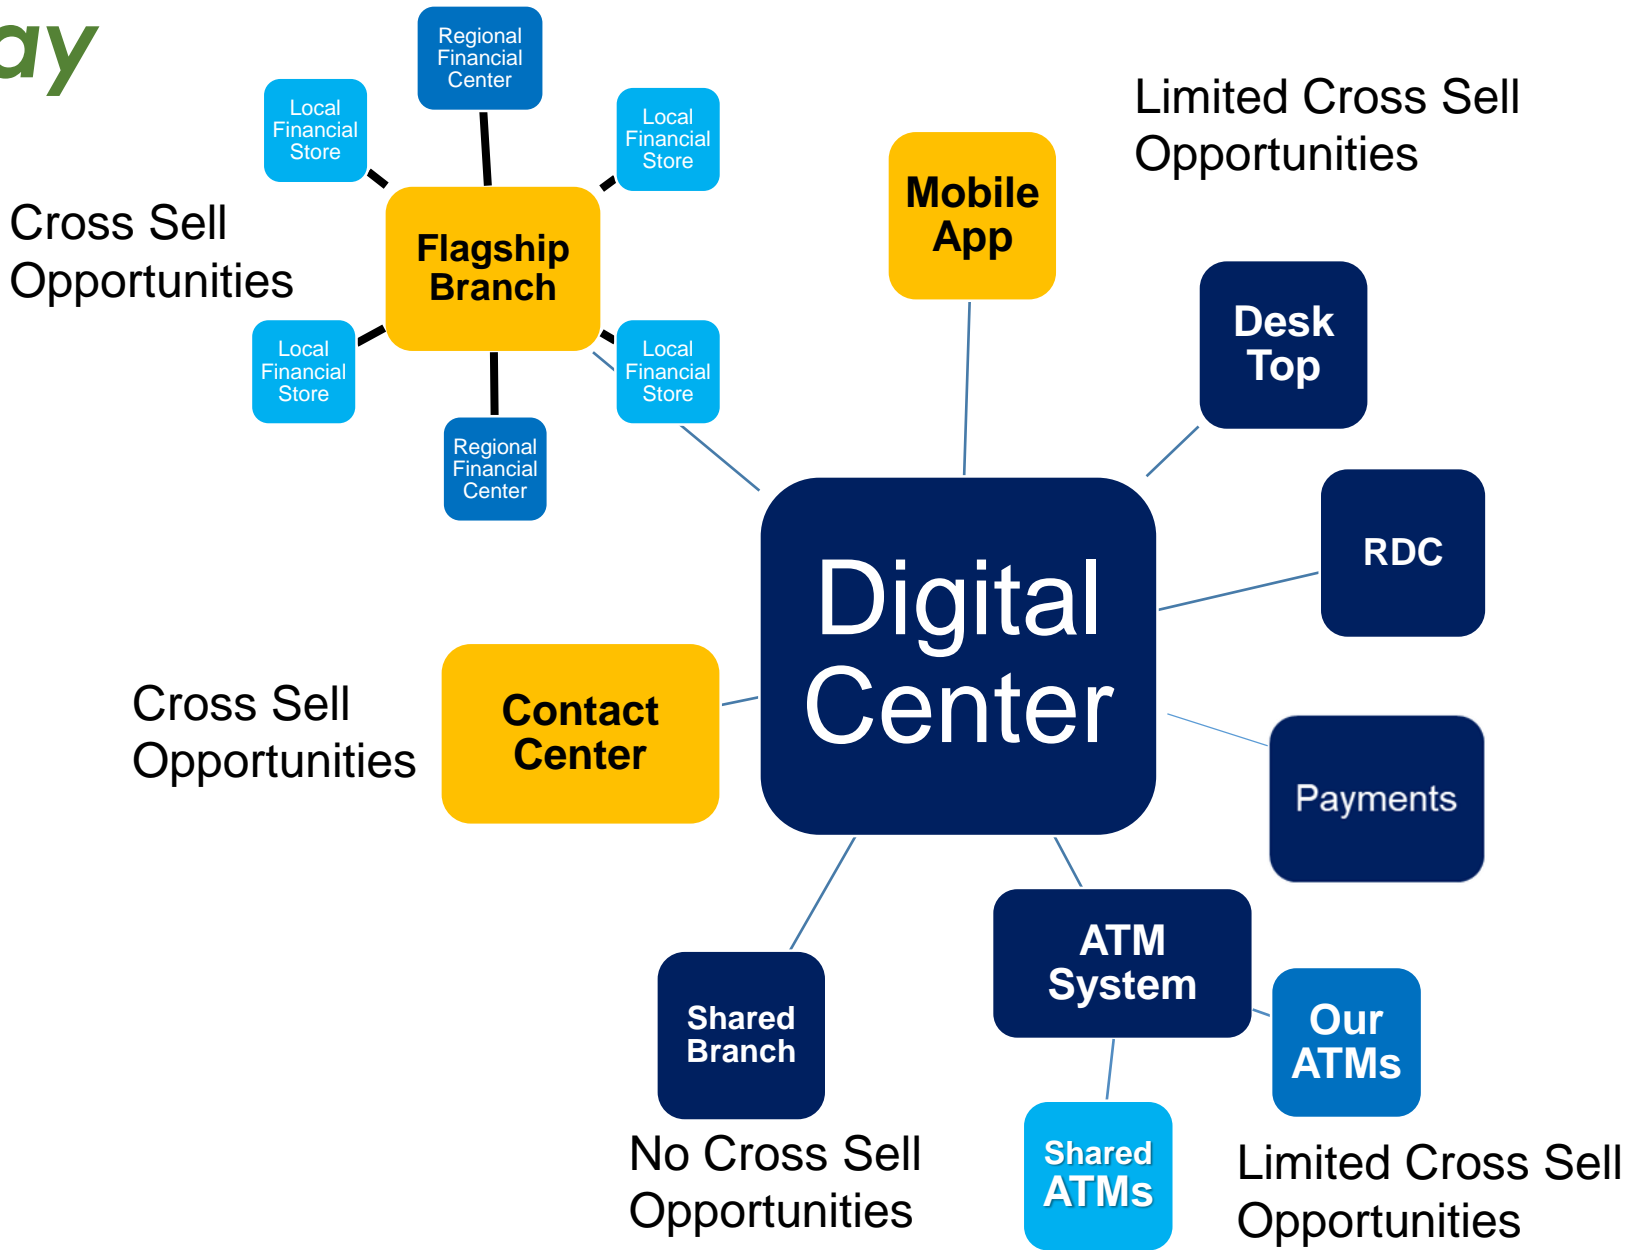 ay
Regional
Financial
Center
Local
Financial
Store
Local
Financial
Store
Cross Sell
Opportunities
Flagship
Branch
Local
Financial
Store
Local
Financial
Store
Regional
Financial
Center
Limited Cross Sell
Opportunities
Mobile
App
Desk
Top
RDC
Digital
Center
Cross Sell
Opportunities
Contact
Center
Payments
ATM
System
Shared
Branch
Our
ATMs
No Cross Sell
Opportunities
Shared
ATMs
Limited Cross Sell
Opportunities